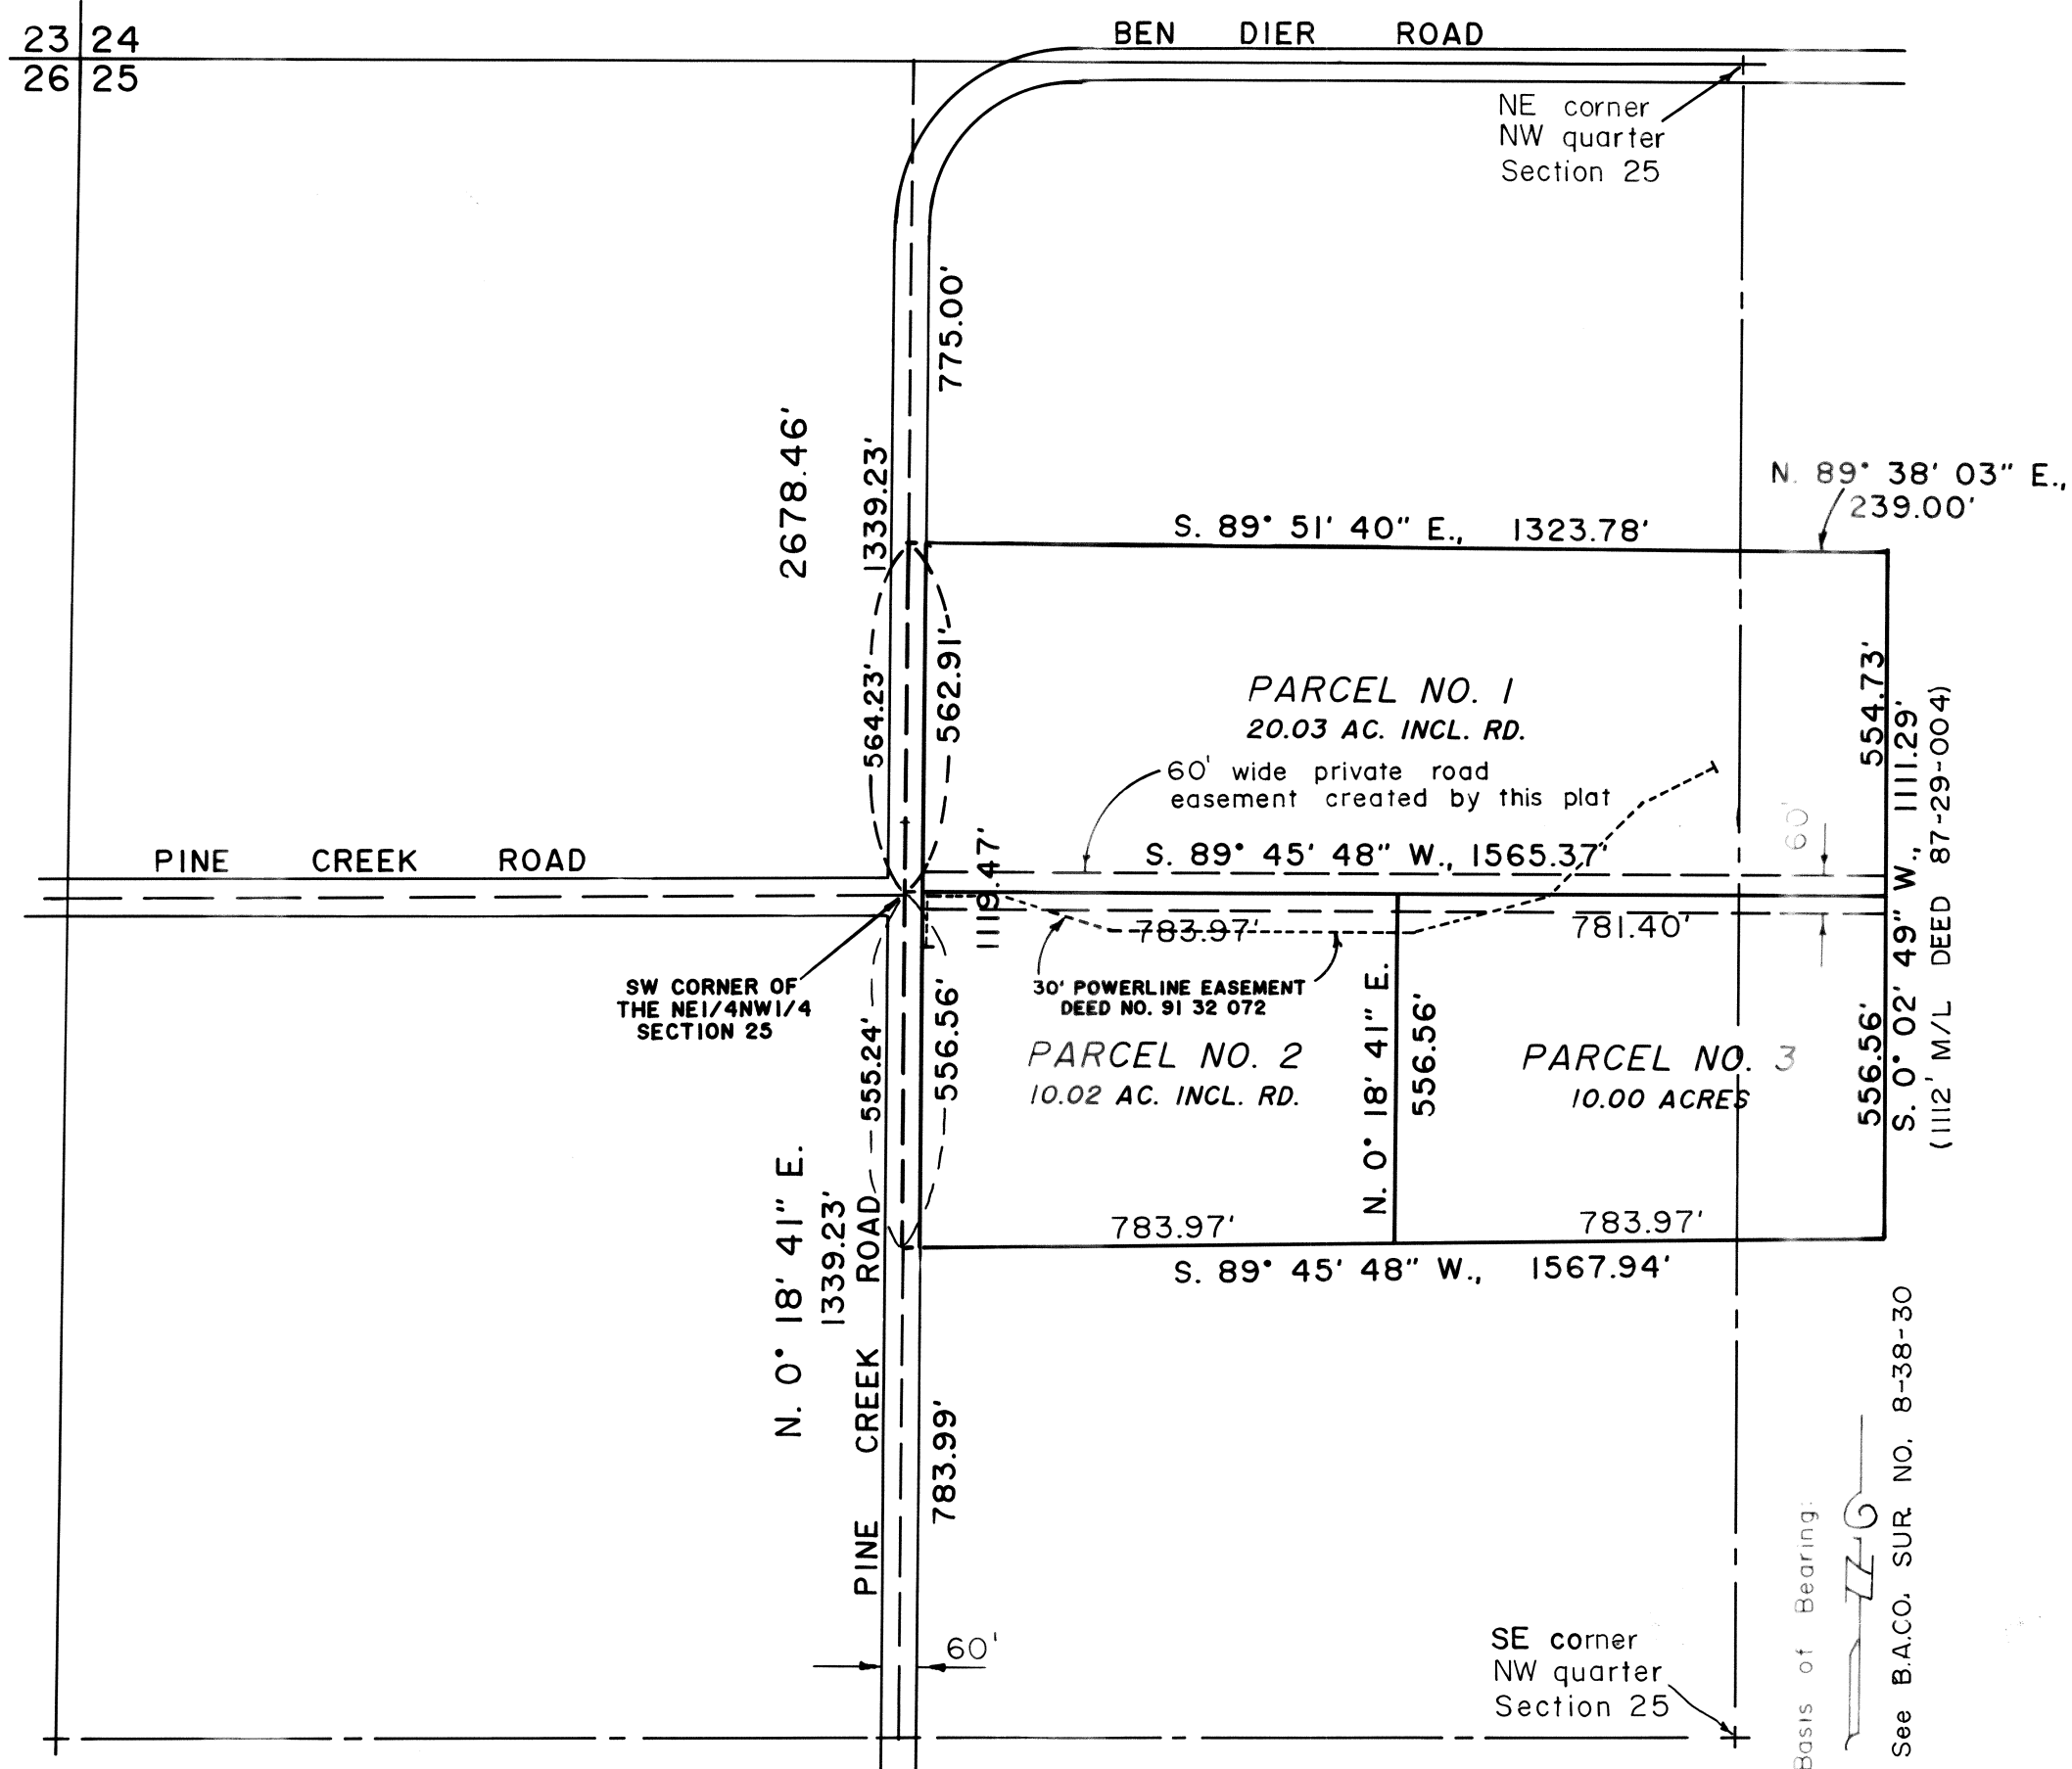 BEN DIER ROAD
23 24
26 25
NE corner
NW quarter
Section 25
775.00'
2678.46'
1339.23'
N. 89° 38' 03" E.,
239.00'
S. 89° 51' 40" E., 1323.78'
564.23'
562.91'
PARCEL NO. 1
20.03 AC. INCL. RD.
60' wide private road
easement created by this plat
554.73'
S. 0° 02' 49" W., 1111.29'
(1112' M/L DEED 87-29-004)
60'
PINE CREEK ROAD
S. 89° 45' 48" W., 1565.37'
1119.47'
783.97'
781.40'
SW CORNER OF
THE NE1/4NW1/4
SECTION 25
30' POWERLINE EASEMENT
DEED NO. 91 32 072
555.24'
556.56'
PARCEL NO. 2
10.02 AC. INCL. RD.
N. 0° 18' 41" E.
556.56'
PARCEL NO. 3
10.00 ACRES
556.56'
783.97'
783.97'
S. 89° 45' 48" W., 1567.94'
N. 0° 18' 41" E.
1339.23'
PINE CREEK ROAD
783.99'
60'
SE corner
NW quarter
Section 25
Basis of Bearing:
See B.A.CO. SUR. NO. 8-38-30